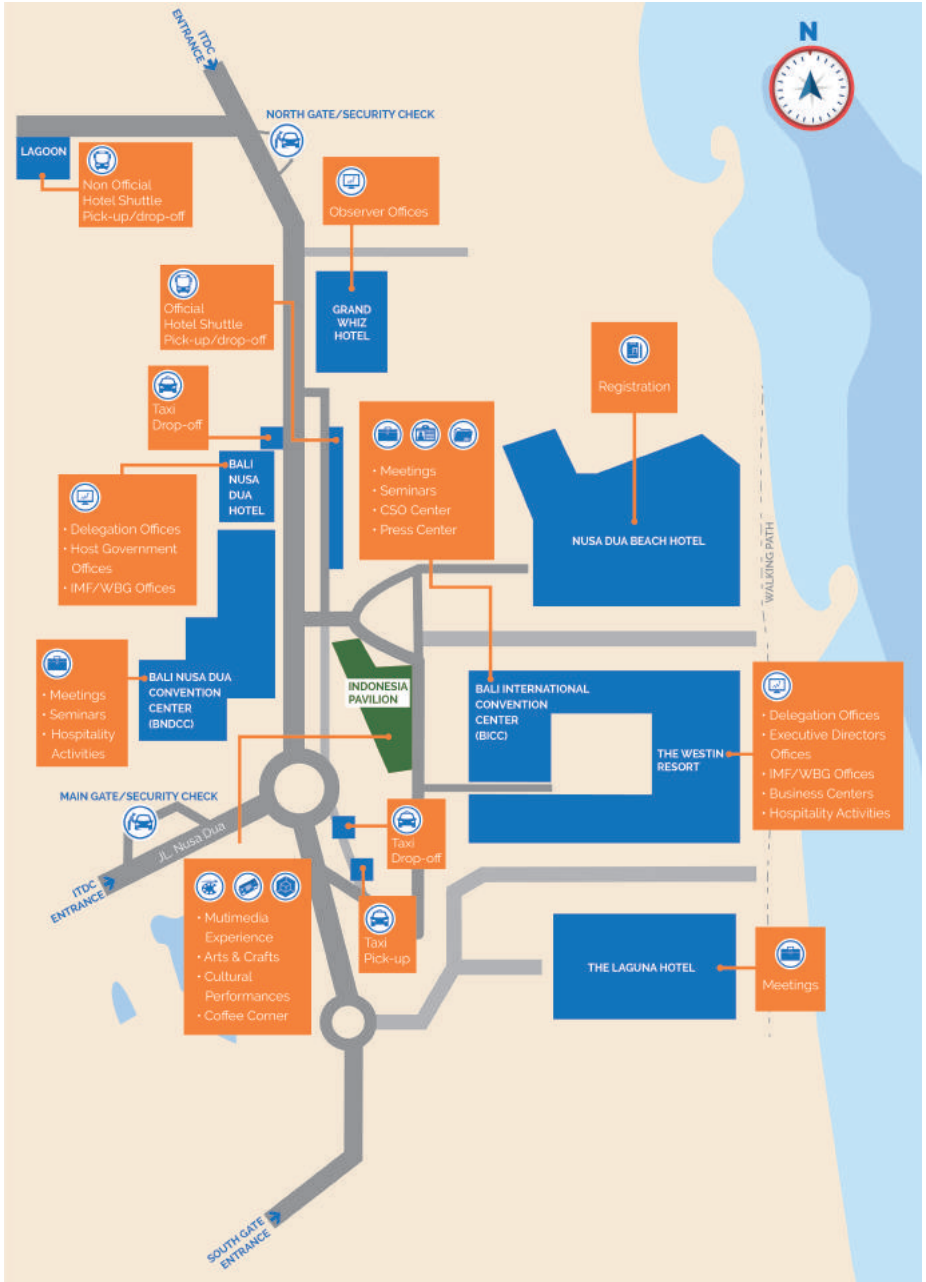 N
ITDC
ENTRANCE
NORTH GATE/SECURITY CHECK
LAGOON
Non Official
Hotel Shuttle
Pick-up/drop-off
Observer Offices
Official
Hotel Shuttle
Pick-up/drop-off
GRAND
WHIZ
HOTEL
Registration
Taxi
Drop-off
BALI
NUSA
DUA
HOTEL
• Meetings
• Seminars
• CSO Center
• Press Center
• Delegation Offices
• Host Government
Offices
• IMF/WBG Offices
NUSA DUA BEACH HOTEL
WALKING PATH
• Meetings
• Seminars
• Hospitality
Activities
BALI NUSA DUA
CONVENTION
CENTER
(BNDCC)
INDONESIA
PAVILION
BALI INTERNATIONAL
CONVENTION
CENTER
(BICC)
THE WESTIN
RESORT
• Delegation Offices
• Executive Directors
Offices
• IMF/WBG Offices
• Business Centers
• Hospitality Activities
MAIN GATE/SECURITY CHECK
JL. Nusa Dua
ITDC
ENTRANCE
Taxi
Drop-off
• Mutimedia
Experience
• Arts & Crafts
• Cultural
Performances
• Coffee Corner
Taxi
Pick-up
THE LAGUNA HOTEL
Meetings
SOUTH GATE
ENTRANCE